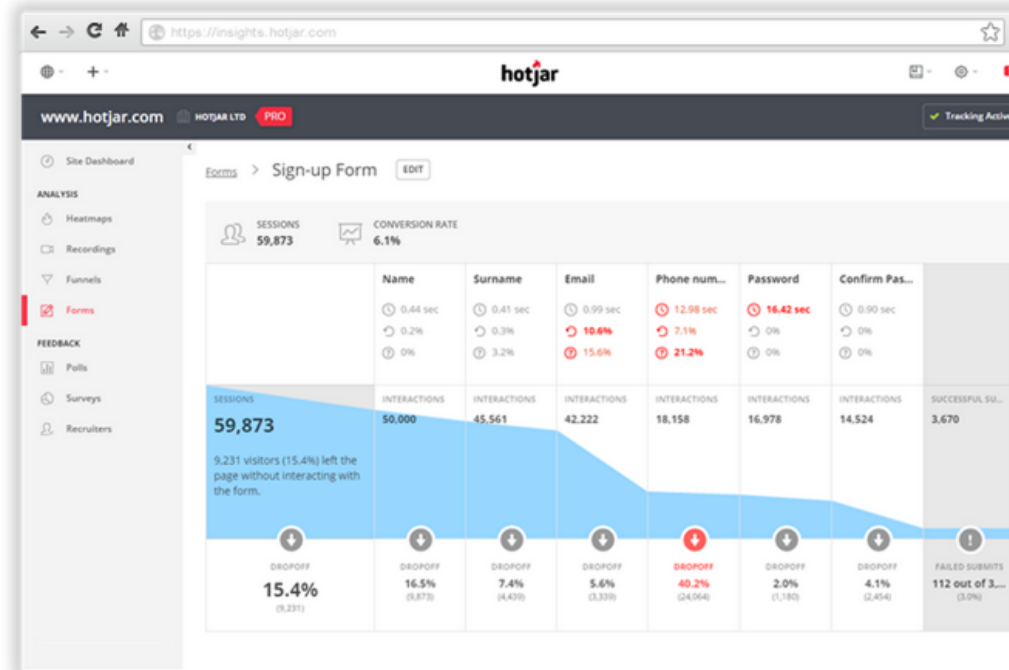 https://insights.hotjar.com
hotjar
www.hotjar.com HOTJAR LTD PRO Tracking Active
Site Dashboard
ANALYSIS
Heatmaps
Recordings
Funnels
Forms
FEEDBACK
Polls
Surveys
Recruiters
Forms > Sign-up Form EDIT
SESSIONS
59,873
CONVERSION RATE
6.1%
Name Surname Email Phone num... Password Confirm Pas...
0.44 sec 0.41 sec 0.99 sec 12.98 sec 16.42 sec 0.90 sec
0.2% 0.3% 10.6% 7.1% 0% 0%
0% 3.2% 15.6% 21.2% 0% 0%
SESSIONS INTERACTIONS INTERACTIONS INTERACTIONS INTERACTIONS INTERACTIONS INTERACTIONS SUCCESSFUL SU...
59,873 50,000 45,561 42,222 18,158 16,978 14,524 3,670
9,231 visitors (15.4%) left the
page without interacting with
the form.
DROPOFF DROPOFF DROPOFF DROPOFF DROPOFF DROPOFF DROPOFF FAILED SUBMITS
15.4% 16.5% 7.4% 5.6% 40.2% 2.0% 4.1% 112 out of 3,...
(9,231) (9,873) (4,439) (3,339) (24,064) (1,180) (2,454) (3.0%)